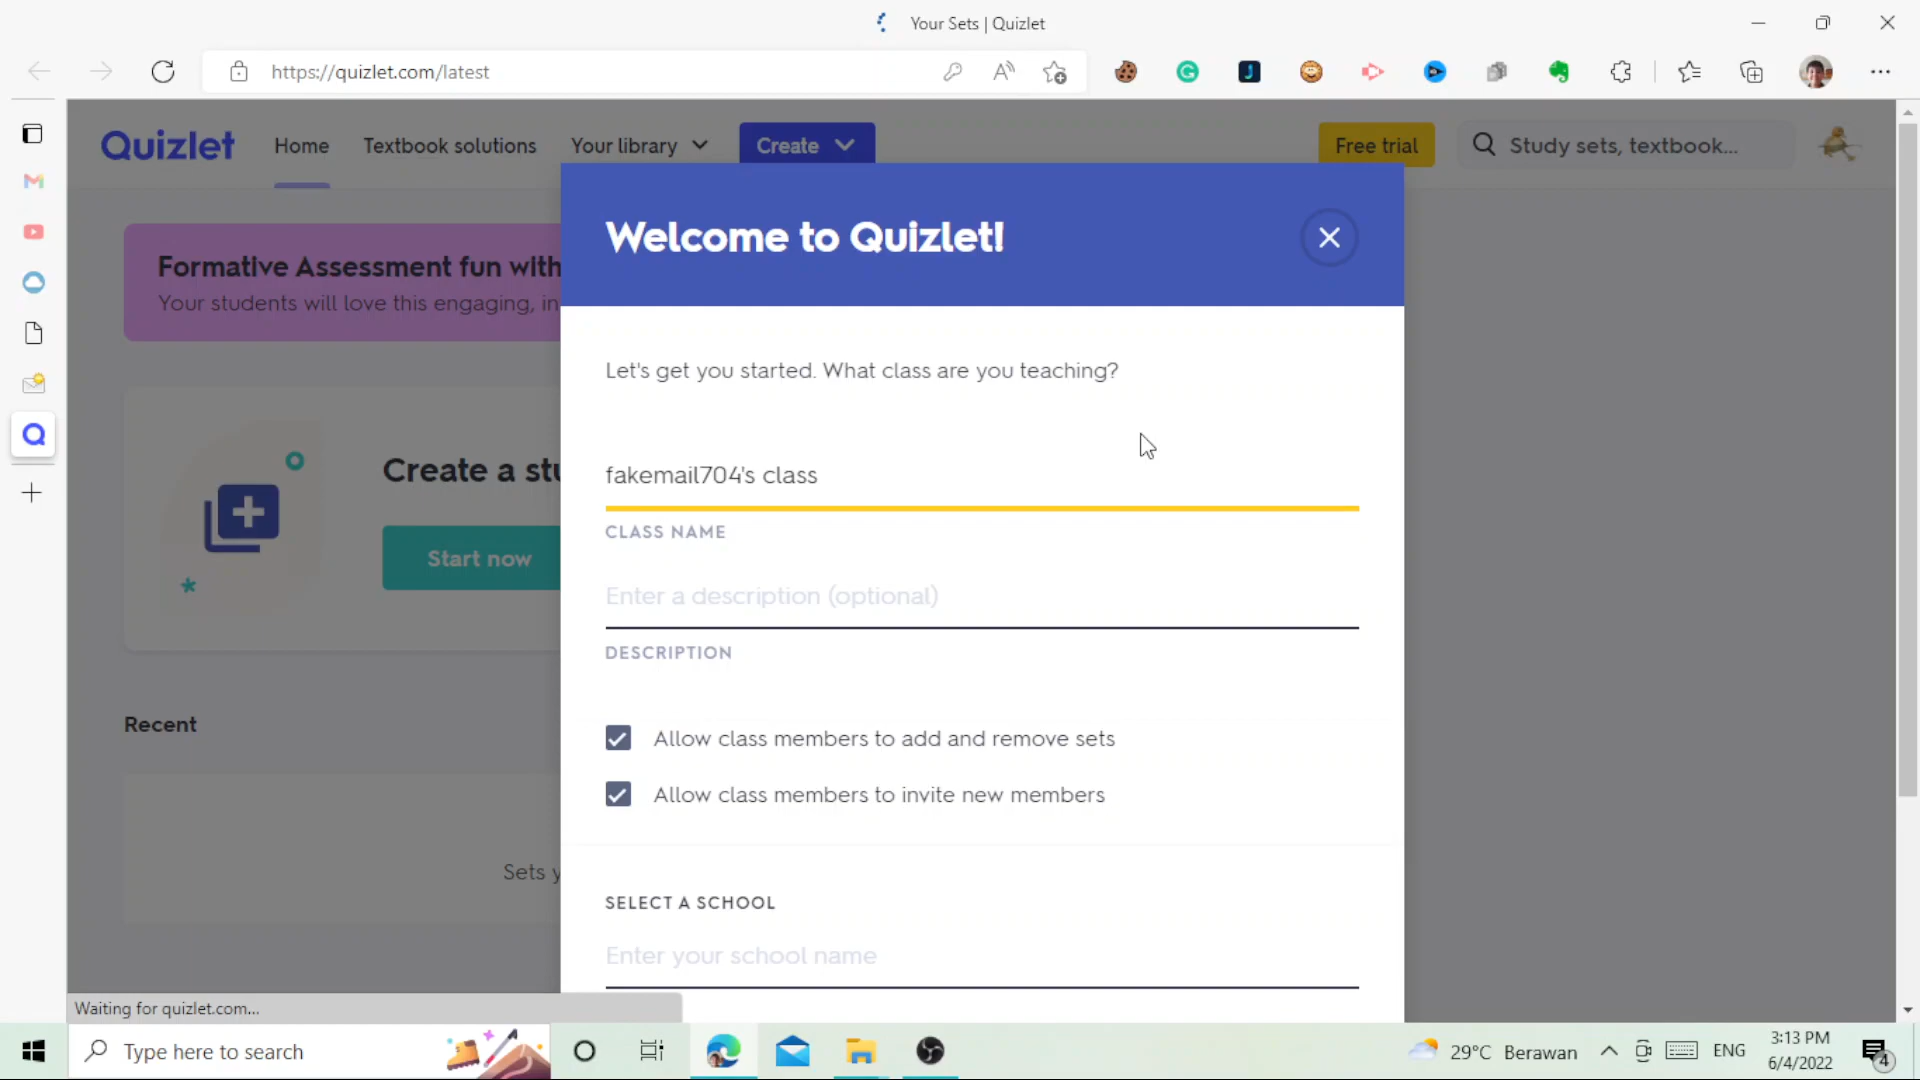 Your Sets | Quizlet
https://quizlet.com/latest
Quizlet
Home
Textbook solutions
Your library
Create
Free trial
Study sets, textbook...
Formative Assessment fun with
Your students will love this engaging, in
Welcome to Quizlet!
Let's get you started. What class are you teaching?
fakemail704's class
CLASS NAME
Enter a description (optional)
DESCRIPTION
Allow class members to add and remove sets
Allow class members to invite new members
SELECT A SCHOOL
Enter your school name
Create a stu
Start now
Recent
Sets y
Waiting for quizlet.com...
Type here to search
29°C Berawan
ENG
3:13 PM
6/4/2022
4